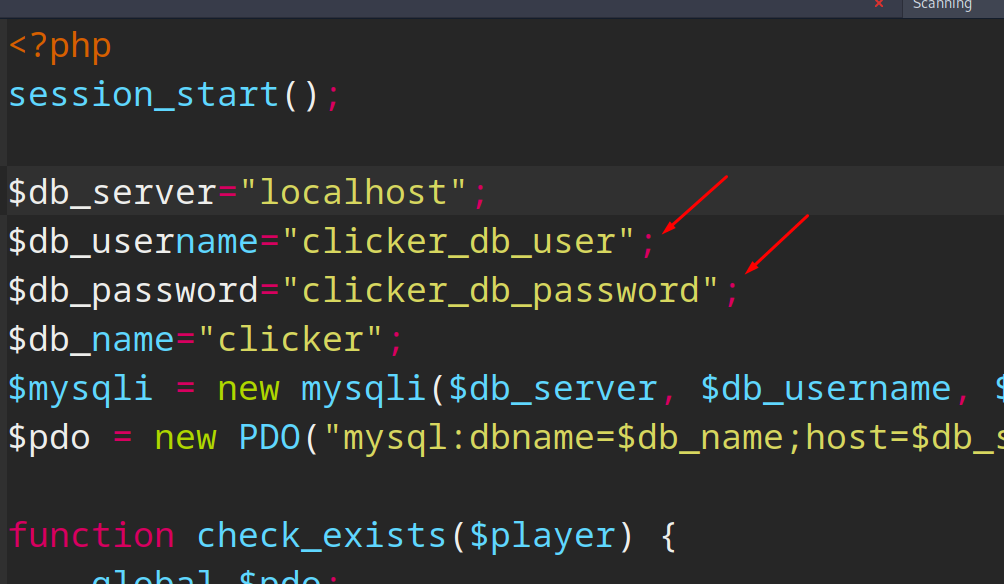 Scanning
<?php
session_start();
$db_server="localhost";
$db_username="clicker_db_user";
$db_password="clicker_db_password";
$db_name="clicker";
$mysqli = new mysqli($db_server, $db_username, $
$pdo = new PDO("mysql:dbname=$db_name;host=$db_s
function check_exists($player) {
global $pdo;